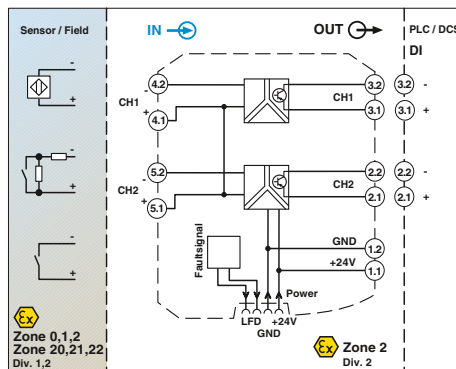 Sensor / Field
IN
OUT
PLC / DCS
DI
-
+
4.2
-
CH1
+
4.1
3.2
CH1
3.1
3.2
-
3.1
+
-
+
5.2
-
CH2
+
5.1
2.2
CH2
2.1
2.2
-
2.1
+
-
+
Faultsignal
GND
1.2
+24V
1.1
Power
LFD
+24V
GND
Ex
Zone 0,1,2
Zone 20,21,22
Div. 1,2
Ex
Zone 2
Div. 2